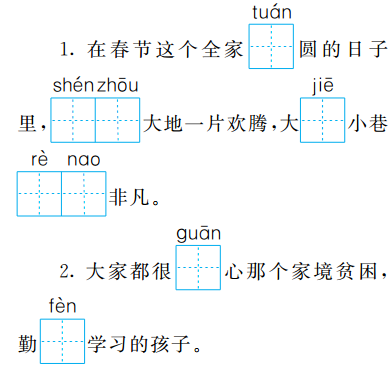 tuán
1. 在春节这个全家 圆的日子
shén zhōu jiē
里, 大地一片欢腾,大 小巷
rè nao
非凡。
guān
2. 大家都很 心那个家境贫困,
fèn
勤 学习的孩子。